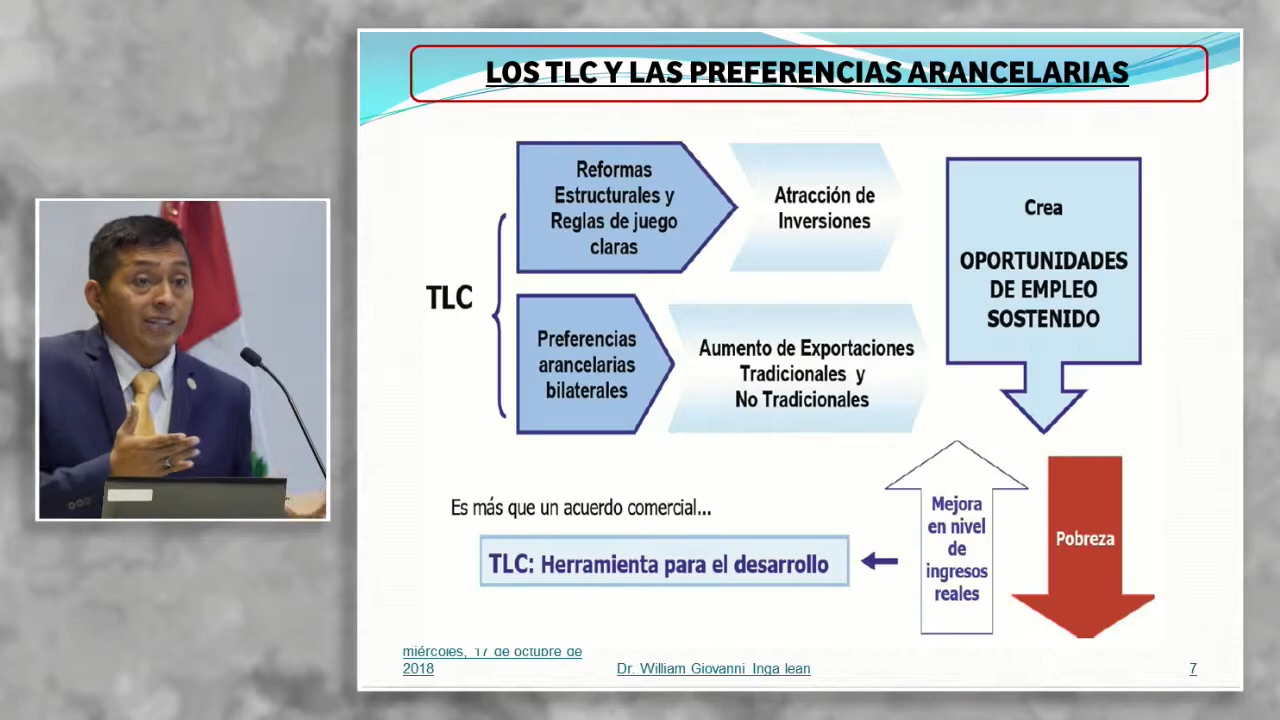 LOS TLC Y LAS PREFERENCIAS ARANCELARIAS
TLC
Reformas
Estructurales y
Reglas de juego
claras
Atracción de
Inversiones
Preferencias
arancelarias
bilaterales
Aumento de Exportaciones
Tradicionales y
No Tradicionales
Crea
OPORTUNIDADES
DE EMPLEO
SOSTENIDO
Mejora
en nivel
de
ingresos
reales
Pobreza
Es más que un acuerdo comercial...
TLC: Herramienta para el desarrollo
miércoles, 17 de octubre de
2018
Dr. William Giovanni Inga lean
7